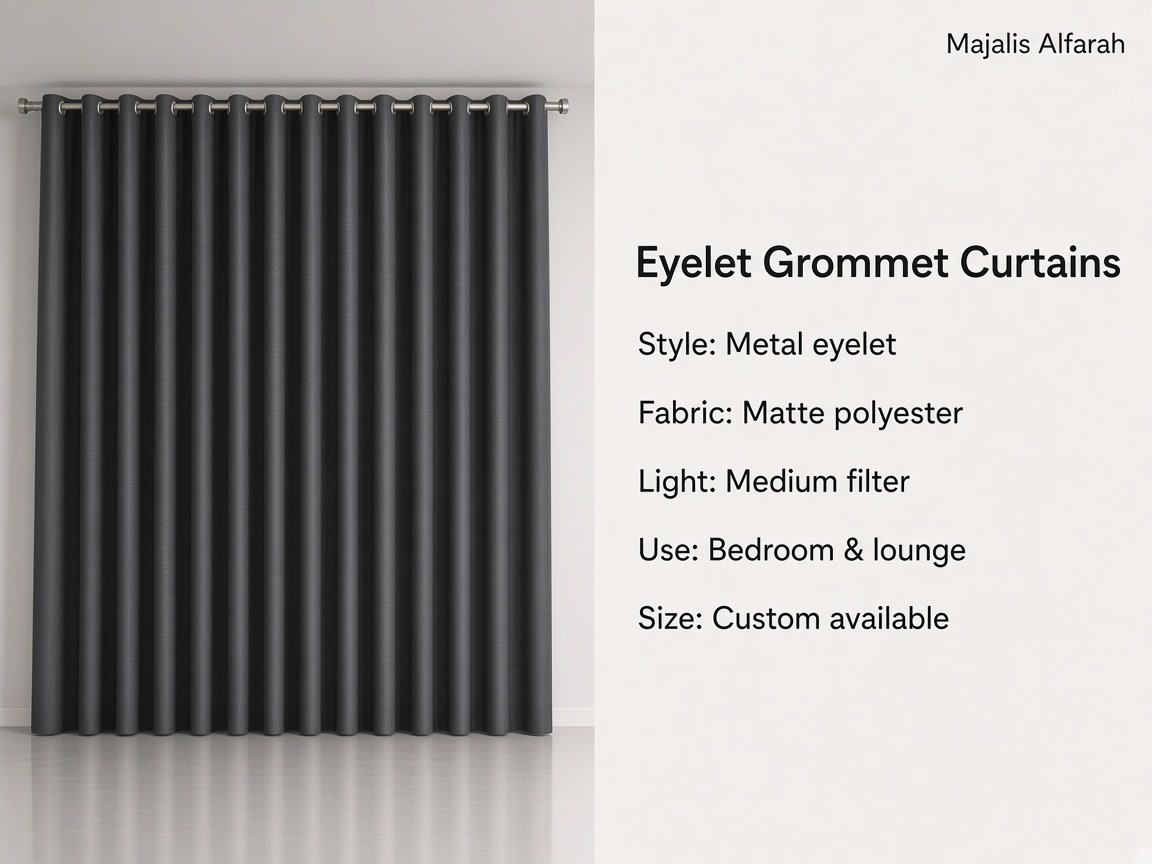 Majalis Alfarah
Eyelet Grommet Curtains
Style: Metal eyelet
Fabric: Matte polyester
Light: Medium filter
Use: Bedroom & lounge
Size: Custom available